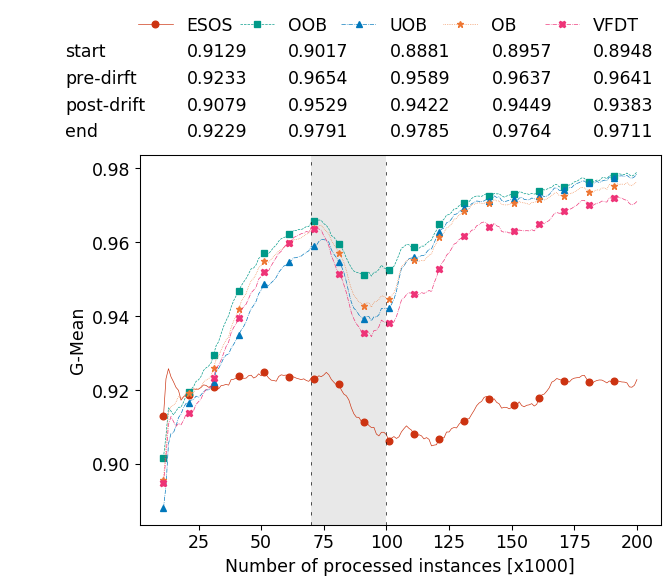 ESOS OOB UOB OB VFDT
start 0.9129 0.9017 0.8881 0.8957 0.8948
pre-dirft 0.9233 0.9654 0.9589 0.9637 0.9641
post-drift 0.9079 0.9529 0.9422 0.9449 0.9383
end 0.9229 0.9791 0.9785 0.9764 0.9711
0.98
0.96
0.94
0.92
0.90
G-Mean
25 50 75 100 125 150 175 200
Number of processed instances [x1000]